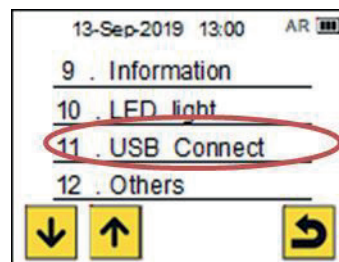 13-Sep-2019 13:00 AR
9 . Information
10 . LED light
11 . USB Connect
12 . Others